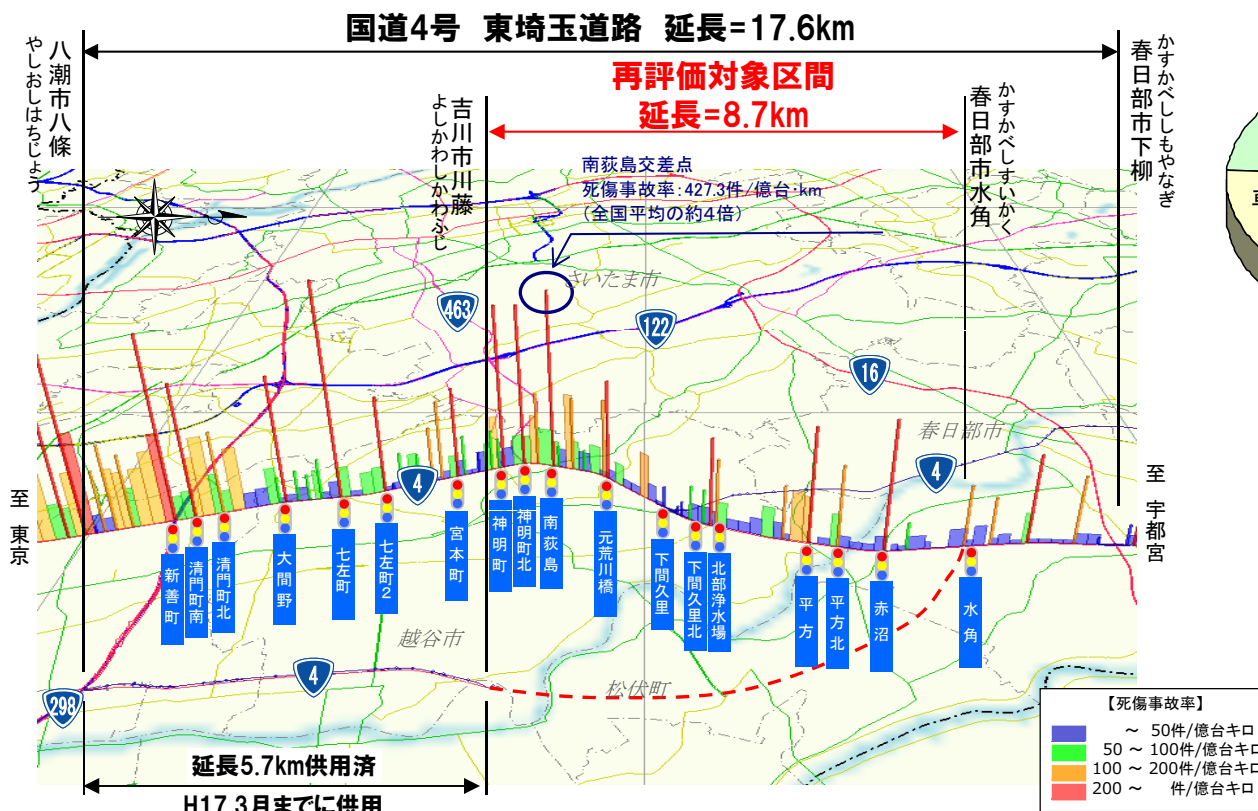 国道4号 東埼玉道路 延長=17.6km
再評価対象区間
延長=8.7km
八潮市八條
やしおしはちじょう
吉川市川藤
よしかわしかわふじ
春日部市水角
かすかべしすいかく
春日部市下柳
かすかべししもやなぎ
南荻島交差点
死傷事故率:427.3件/億台・km
(全国平均の約4倍)
さいたま市
463
122
16
春日部市
4
4
至 東京
至 宇都宮
新善町
清門町南
清門町北
大間野
七左町
七左町2
宮本町
神明町
神明町北
南荻島
元荒川橋
下間久里
下間久里北
北部浄水場
平方
平方北
赤沼
水角
越谷市
4
松伏町
298
延長5.7km供用済
H17.3月までに供用
【死傷事故率】
~ 50件/億台キロ
50 ~ 100件/億台キロ
100 ~ 200件/億台キロ
200 ~ 件/億台キロ